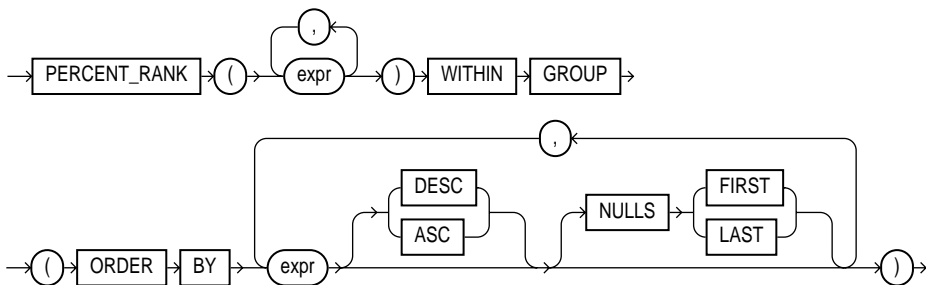 ,
PERCENT_RANK ( expr ) WITHIN GROUP
,
DESC FIRST
NULLS
ASC LAST
( ORDER BY expr )